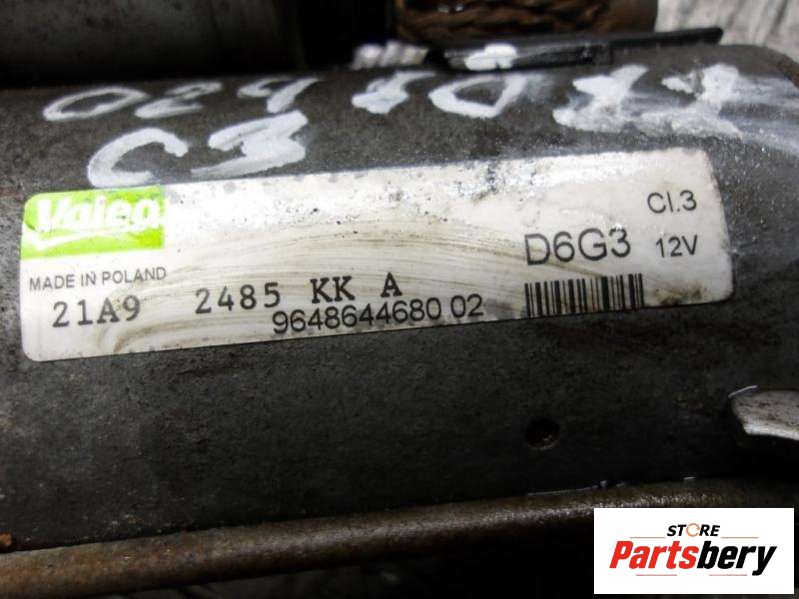 C3
Valeo
Cl.3
D6G3 12V
MADE IN POLAND
21A9 2485 KK A
9648644680 02
STORE
Partsbery